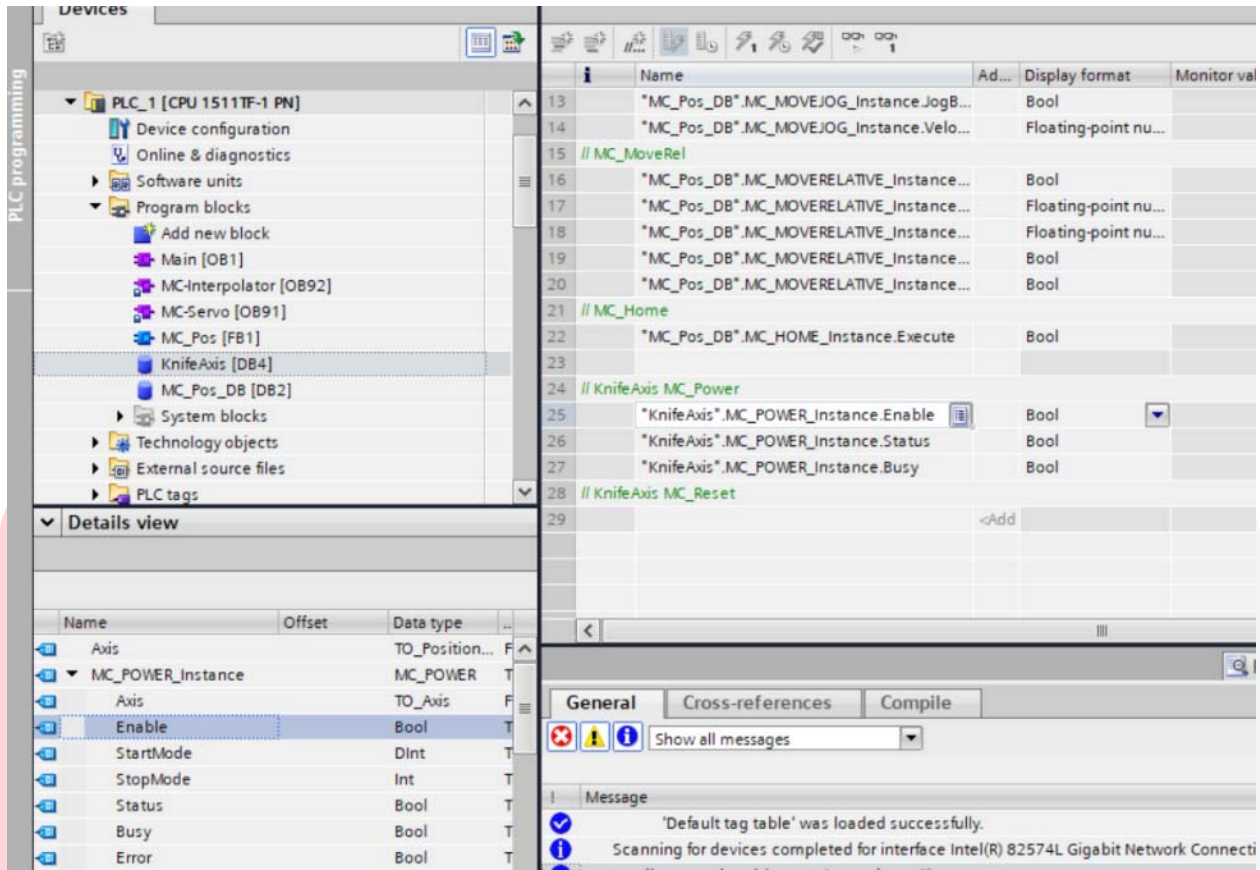 Devices
PLC programming
PLC_1 [CPU 1511TF-1 PN]
Device configuration
Online & diagnostics
Software units
Program blocks
Add new block
Main [OB1]
MC-Interpolator [OB92]
MC-Servo [OB91]
MC_Pos [FB1]
KnifeAxis [DB4]
MC_Pos_DB [DB2]
System blocks
Technology objects
External source files
PLC tags
Details view
Name Offset Data type ...
Axis TO_Position... F
MC_POWER_Instance MC_POWER T
Axis TO_Axis F
Enable Bool T
StartMode DInt T
StopMode Int T
Status Bool T
Busy Bool T
Error Bool T
i Name Ad... Display format Monitor val
13 "MC_Pos_DB".MC_MOVEJOG_Instance.JogB... Bool
14 "MC_Pos_DB".MC_MOVEJOG_Instance.Velo... Floating-point nu...
15 // MC_MoveRel
16 "MC_Pos_DB".MC_MOVERELATIVE_Instance... Bool
17 "MC_Pos_DB".MC_MOVERELATIVE_Instance... Floating-point nu...
18 "MC_Pos_DB".MC_MOVERELATIVE_Instance... Floating-point nu...
19 "MC_Pos_DB".MC_MOVERELATIVE_Instance... Bool
20 "MC_Pos_DB".MC_MOVERELATIVE_Instance... Bool
21 // MC_Home
22 "MC_Pos_DB".MC_HOME_Instance.Execute Bool
23
24 // KnifeAxis MC_Power
25 "KnifeAxis".MC_POWER_Instance.Enable Bool
26 "KnifeAxis".MC_POWER_Instance.Status Bool
27 "KnifeAxis".MC_POWER_Instance.Busy Bool
28 // KnifeAxis MC_Reset
29 <Add
General Cross-references Compile
Show all messages
! Message
'Default tag table' was loaded successfully.
Scanning for devices completed for interface Intel(R) 82574L Gigabit Network Connecti